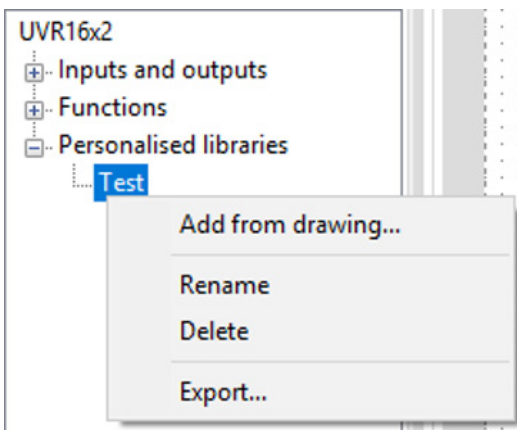 UVR16x2
Inputs and outputs
Functions
Personalised libraries
Test
Add from drawing...
Rename
Delete
Export...